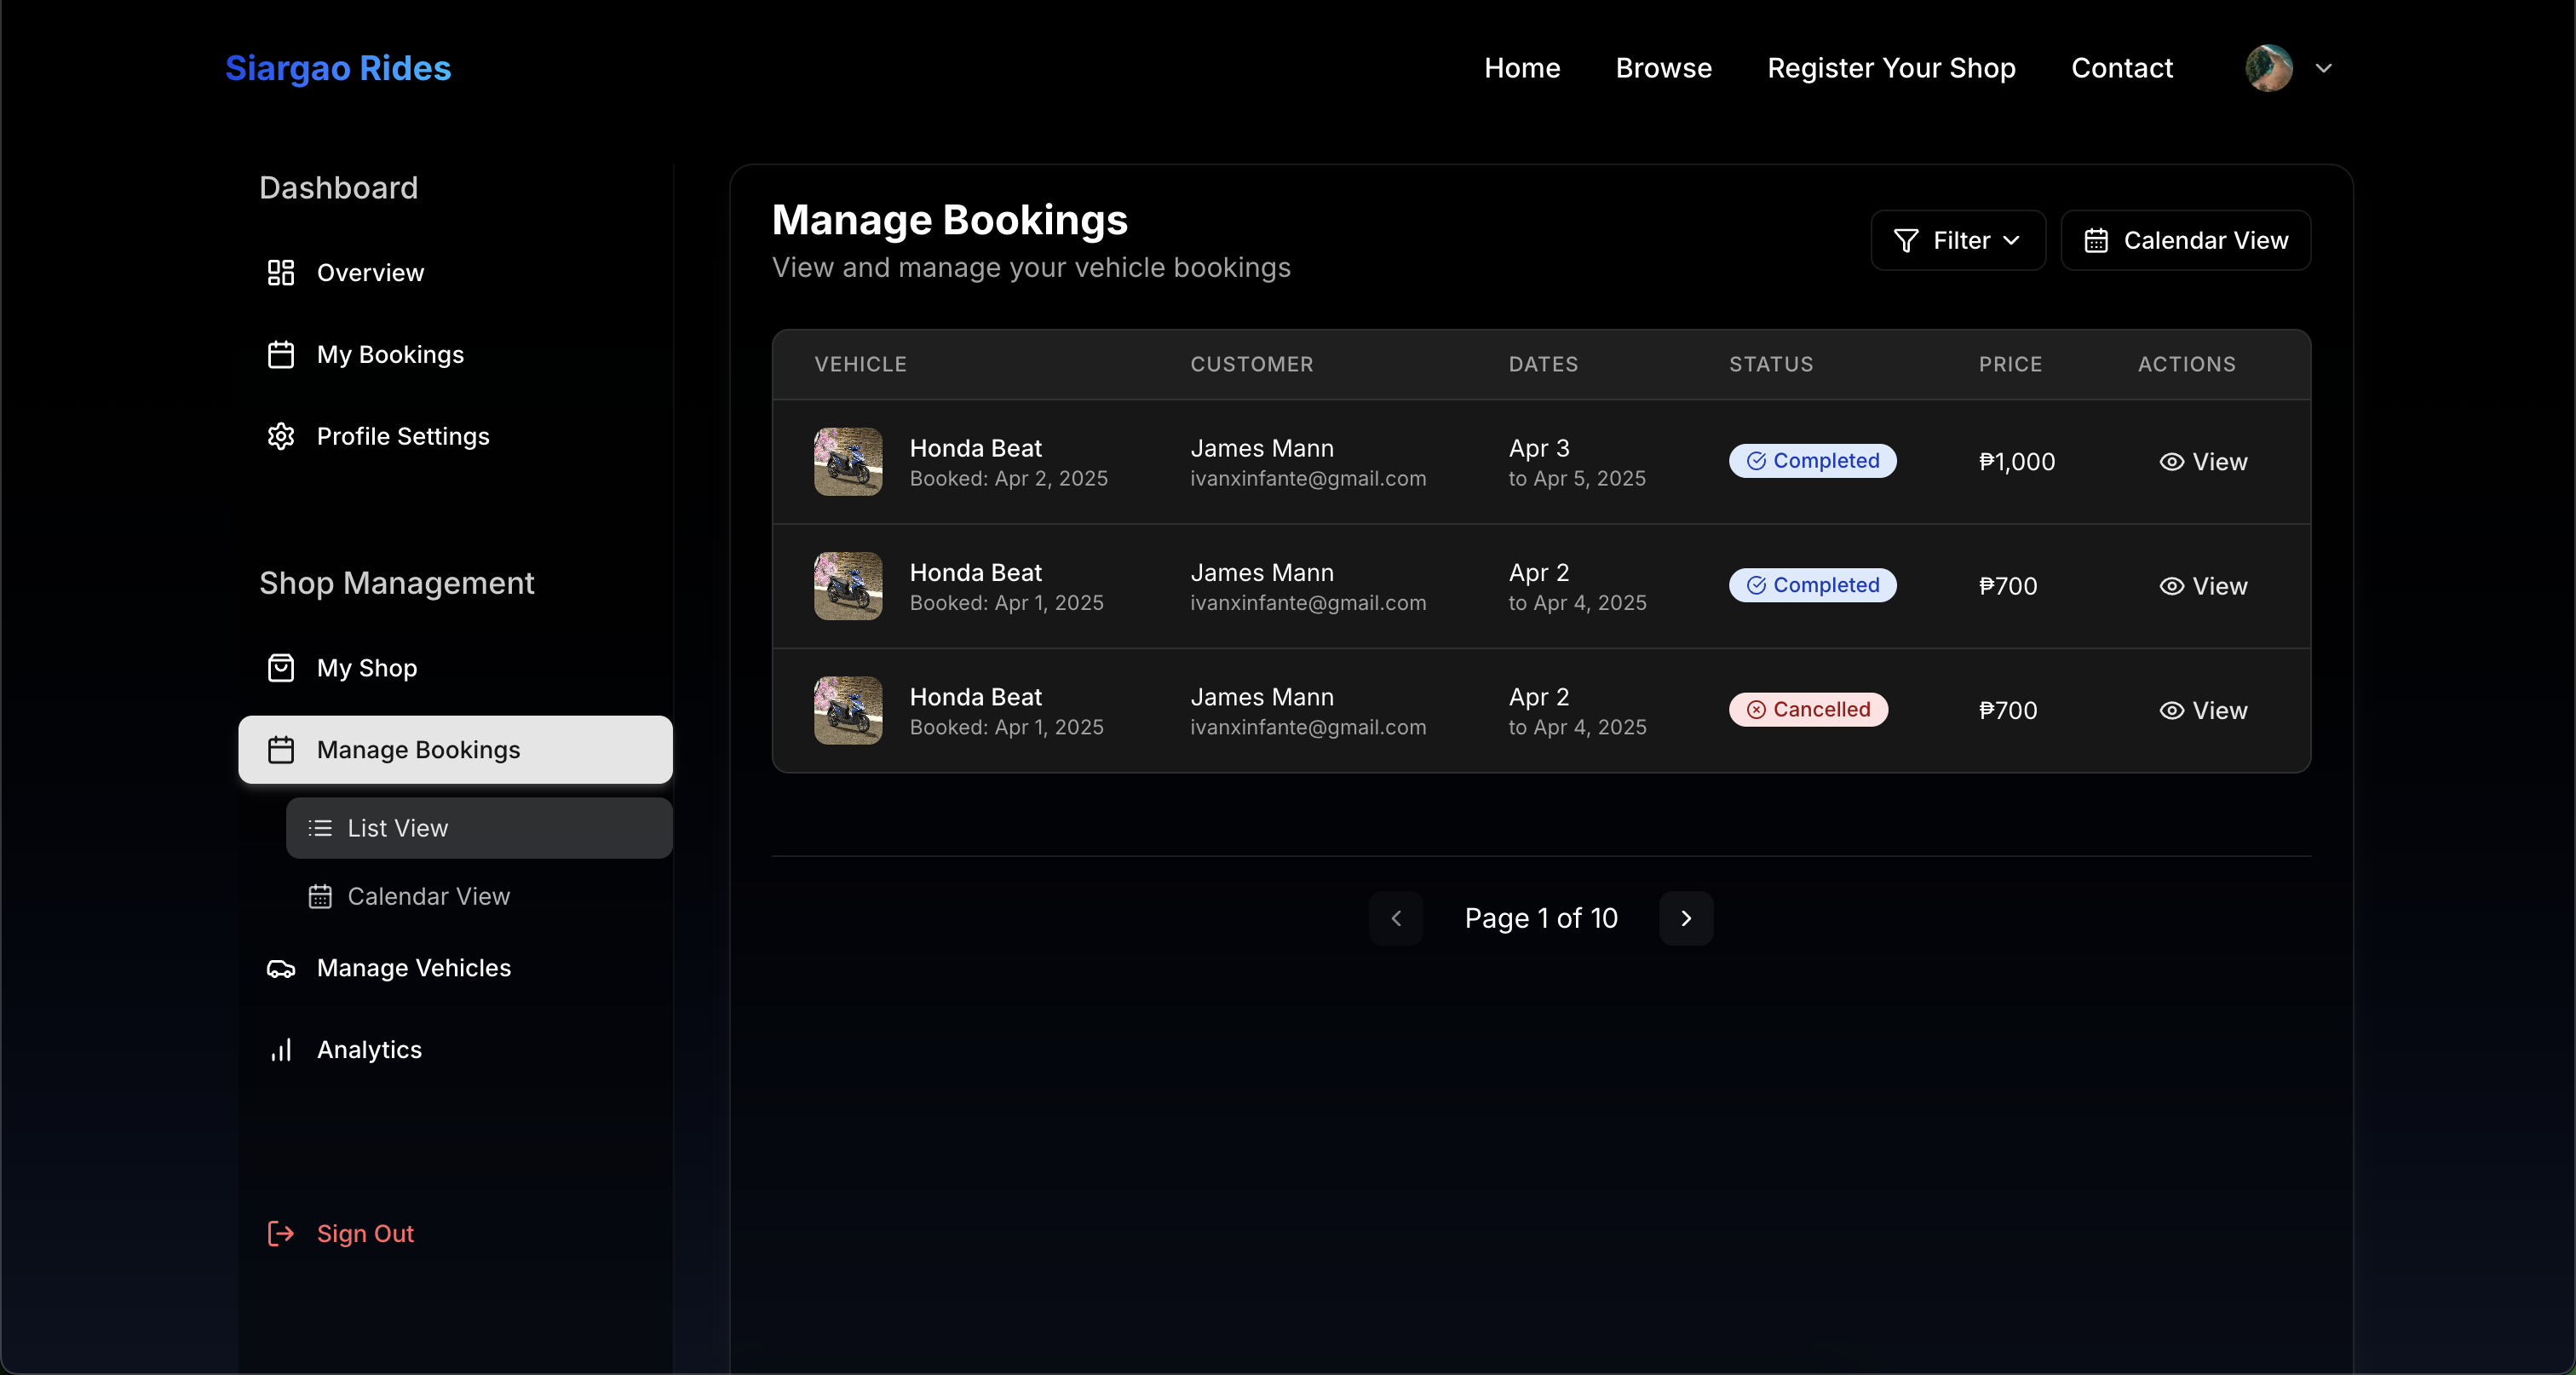 Siargao Rides
Home
Browse
Register Your Shop
Contact
Dashboard
Overview
My Bookings
Profile Settings
Shop Management
My Shop
Manage Bookings
List View
Calendar View
Manage Vehicles
Analytics
Sign Out
Manage Bookings
View and manage your vehicle bookings
Filter
Calendar View
VEHICLE CUSTOMER DATES STATUS PRICE ACTIONS
Honda Beat James Mann Apr 3 Completed ₱1,000 View
Booked: Apr 2, 2025 ivanxinfante@gmail.com to Apr 5, 2025
Honda Beat James Mann Apr 2 Completed ₱700 View
Booked: Apr 1, 2025 ivanxinfante@gmail.com to Apr 4, 2025
Honda Beat James Mann Apr 2 Cancelled ₱700 View
Booked: Apr 1, 2025 ivanxinfante@gmail.com to Apr 4, 2025
Page 1 of 10